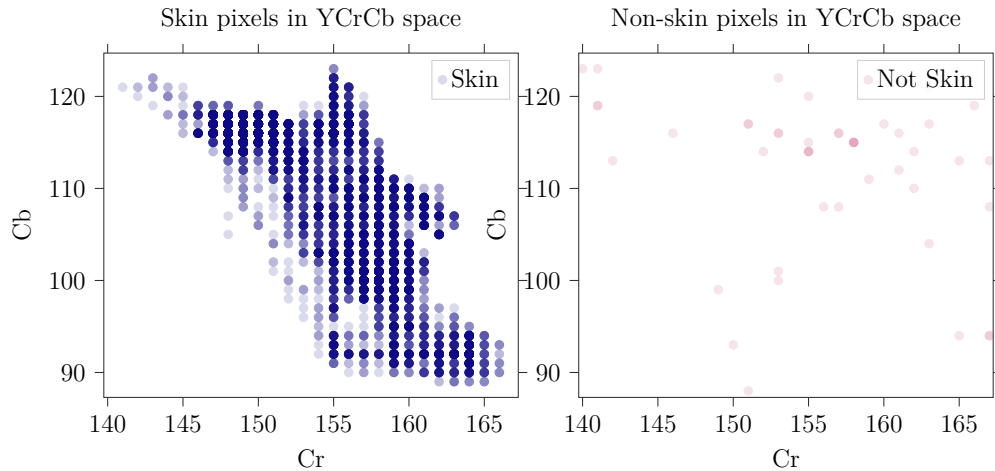 Skin pixels in YCrCb space
Non-skin pixels in YCrCb space
Skin
Not Skin
120
110
100
90
Cb
120
110
100
90
Cb
140 145 150 155 160 165
140 145 150 155 160 165
Cr
Cr